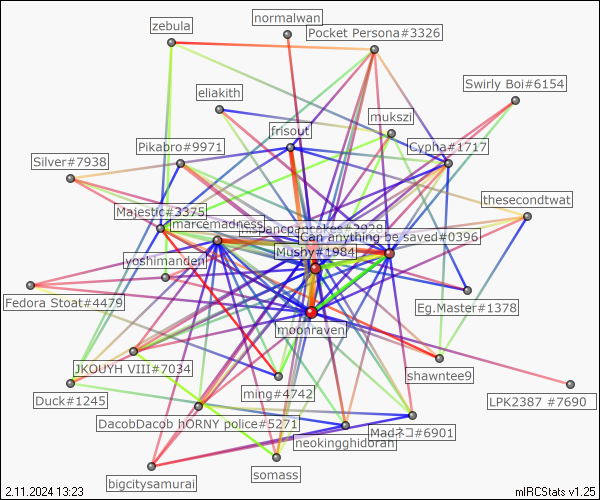 normalwan
zebula
Pocket Persona#3326
Swirly Boi#6154
eliakith
mukszi
frisout
Pikabro#9971
Cypha#1717
Silver#7938
thesecondtwat
Majestic#3375
marcemadness
Can anything be saved#0396
Mushy#1984
yoshimanden
Fedora Stoat#4479
Eg.Master#1378
moonraven
JKOUYH VIII#7034
shawntee9
ming#4742
Duck#1245
LPK2387 #7690
DacobDacob hORNY police#5271
Madネコ#6901
neokingghidorah
somass
bigcitysamurai
2.11.2024 13:23
mIRCStats v1.25